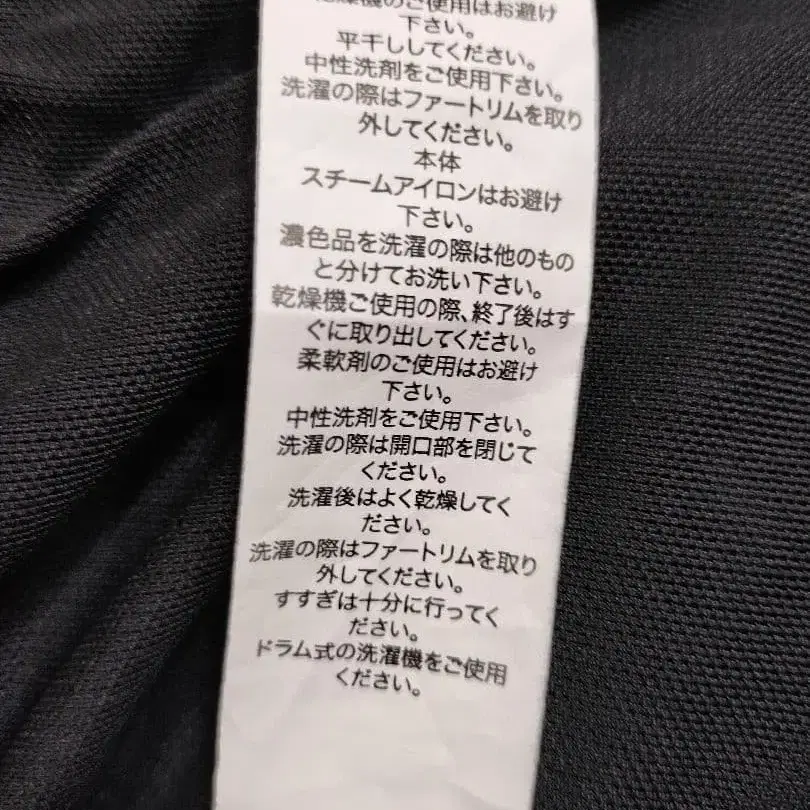 乾燥機のご使用はお避け
下さい。
平干ししてください。
中性洗剤をご使用下さい。
洗濯の際はファートリムを取り
外してください。
本体
スチームアイロンはお避け
下さい。
濃色品を洗濯の際は他のもの
と分けてお洗い下さい。
乾燥機ご使用の際、終了後はす
ぐに取り出してください。
柔軟剤のご使用はお避け
下さい。
中性洗剤をご使用下さい。
洗濯の際は開口部を閉じて
ください。
洗濯後はよく乾燥してく
ださい。
洗濯の際はファートリムを取り
外してください。
すすぎは十分に行ってく
ださい。
ドラム式の洗濯機をご使用
ください。